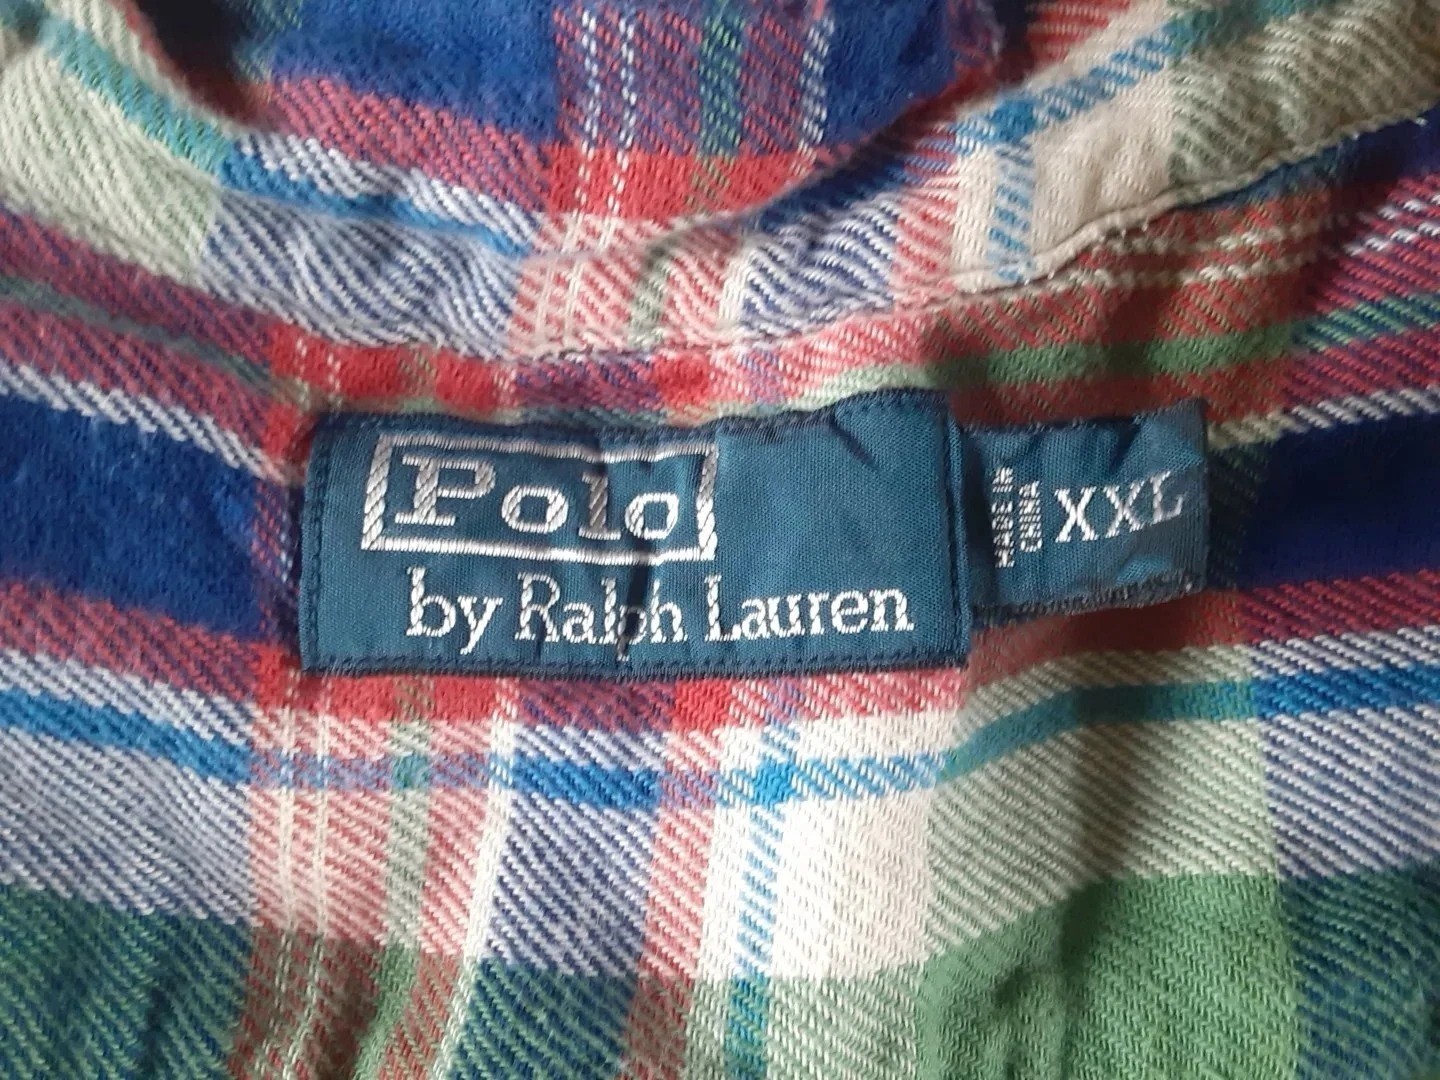 Polo
by Ralph Lauren
MADE IN
CHINA
XXL